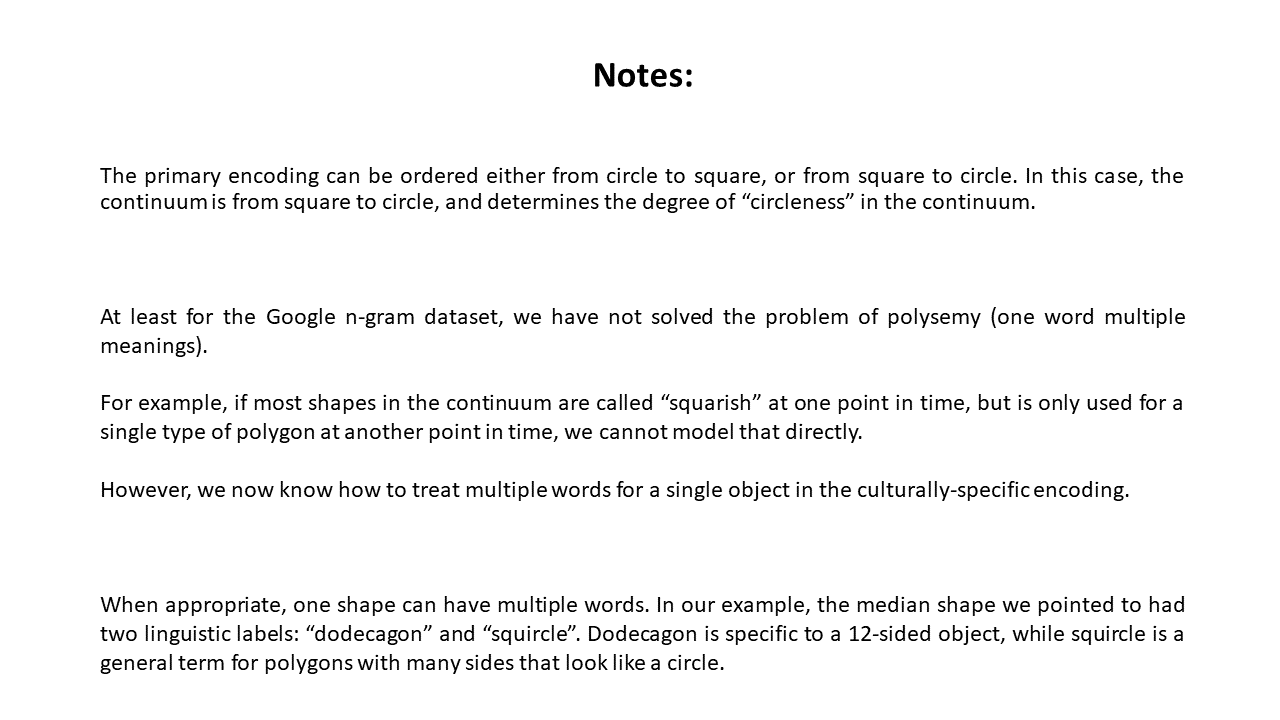 Notes:
The primary encoding can be ordered either from circle to square, or from square to circle. In this case, the
continuum is from square to circle, and determines the degree of “circleness” in the continuum.
At least for the Google n-gram dataset, we have not solved the problem of polysemy (one word multiple
meanings).
For example, if most shapes in the continuum are called “squarish” at one point in time, but is only used for a
single type of polygon at another point in time, we cannot model that directly.
However, we now know how to treat multiple words for a single object in the culturally-specific encoding.
When appropriate, one shape can have multiple words. In our example, the median shape we pointed to had
two linguistic labels: “dodecagon” and “squircle”. Dodecagon is specific to a 12-sided object, while squircle is a
general term for polygons with many sides that look like a circle.